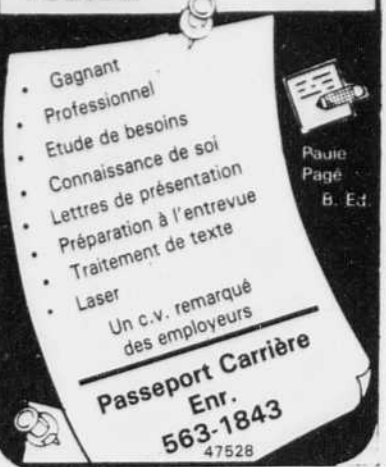 • Gagnant
• Professionnel
• Etude de besoins
• Connaissance de soi
• Lettres de présentation
• Préparation à l'entrevue
• Traitement de texte
• Laser
Un c.v. remarqué
des employeurs
Paule
Pagé
B. Ed.
Passeport Carrière
Enr.
563-1843
47528